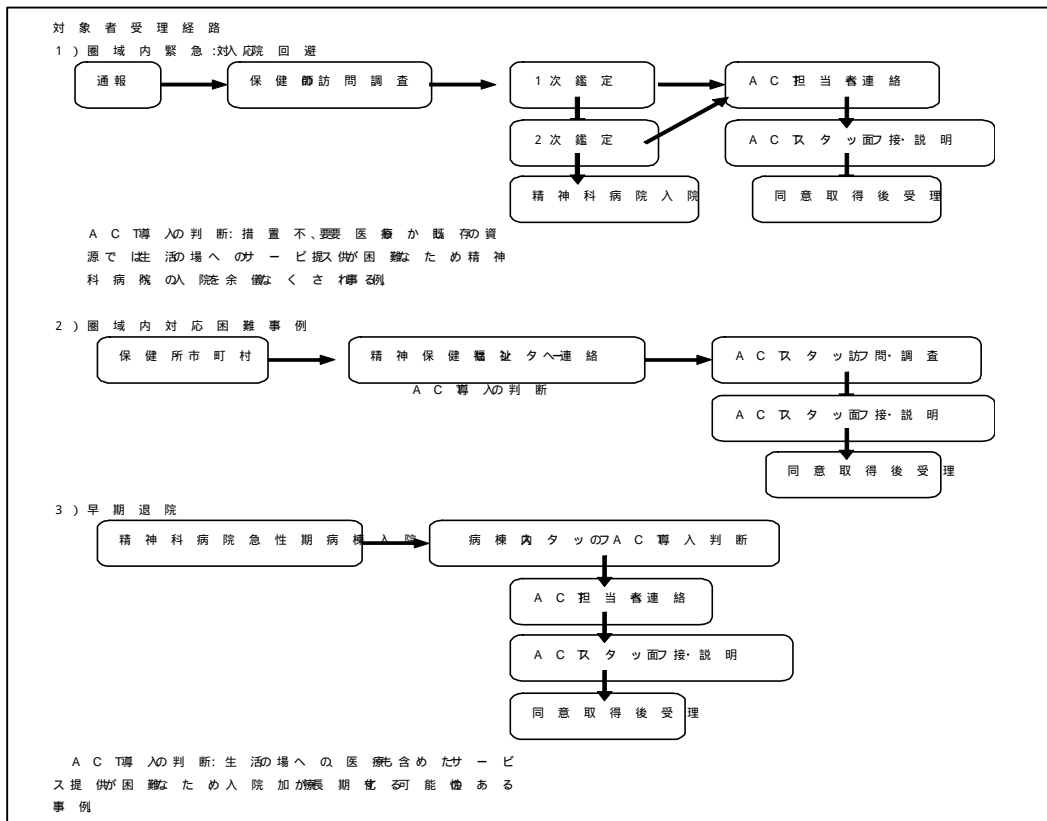 対象者受理経路
1)圏域内緊急対応:入院回避
通報
保健師の訪問調査
1次鑑定
ACT担当者へ連絡
2次鑑定
ACTスタッフ面接・説明
精神科病院入院
同意取得後受理
ACT導入の判断:措置不要、要医療か既存の資
源では生活の場へのサービス提供が困難なため精神
科病院への入院を余儀なくされる事例。
2)圏域内対応困難事例
保健所市町村
精神保健福祉センターへ連絡
ACTスタッフ訪問・調査
ACT導入の判断
ACTスタッフ面接・説明
同意取得後受理
3)早期退院
精神科病院急性期病棟入院
病棟内スタッフのACT導入判断
ACT担当者へ連絡
ACTスタッフ面接・説明
同意取得後受理
ACT導入の判断:生活の場への、医療も含めたサービ
ス提供が困難なため入院加療が長期化する可能性のある
事例。